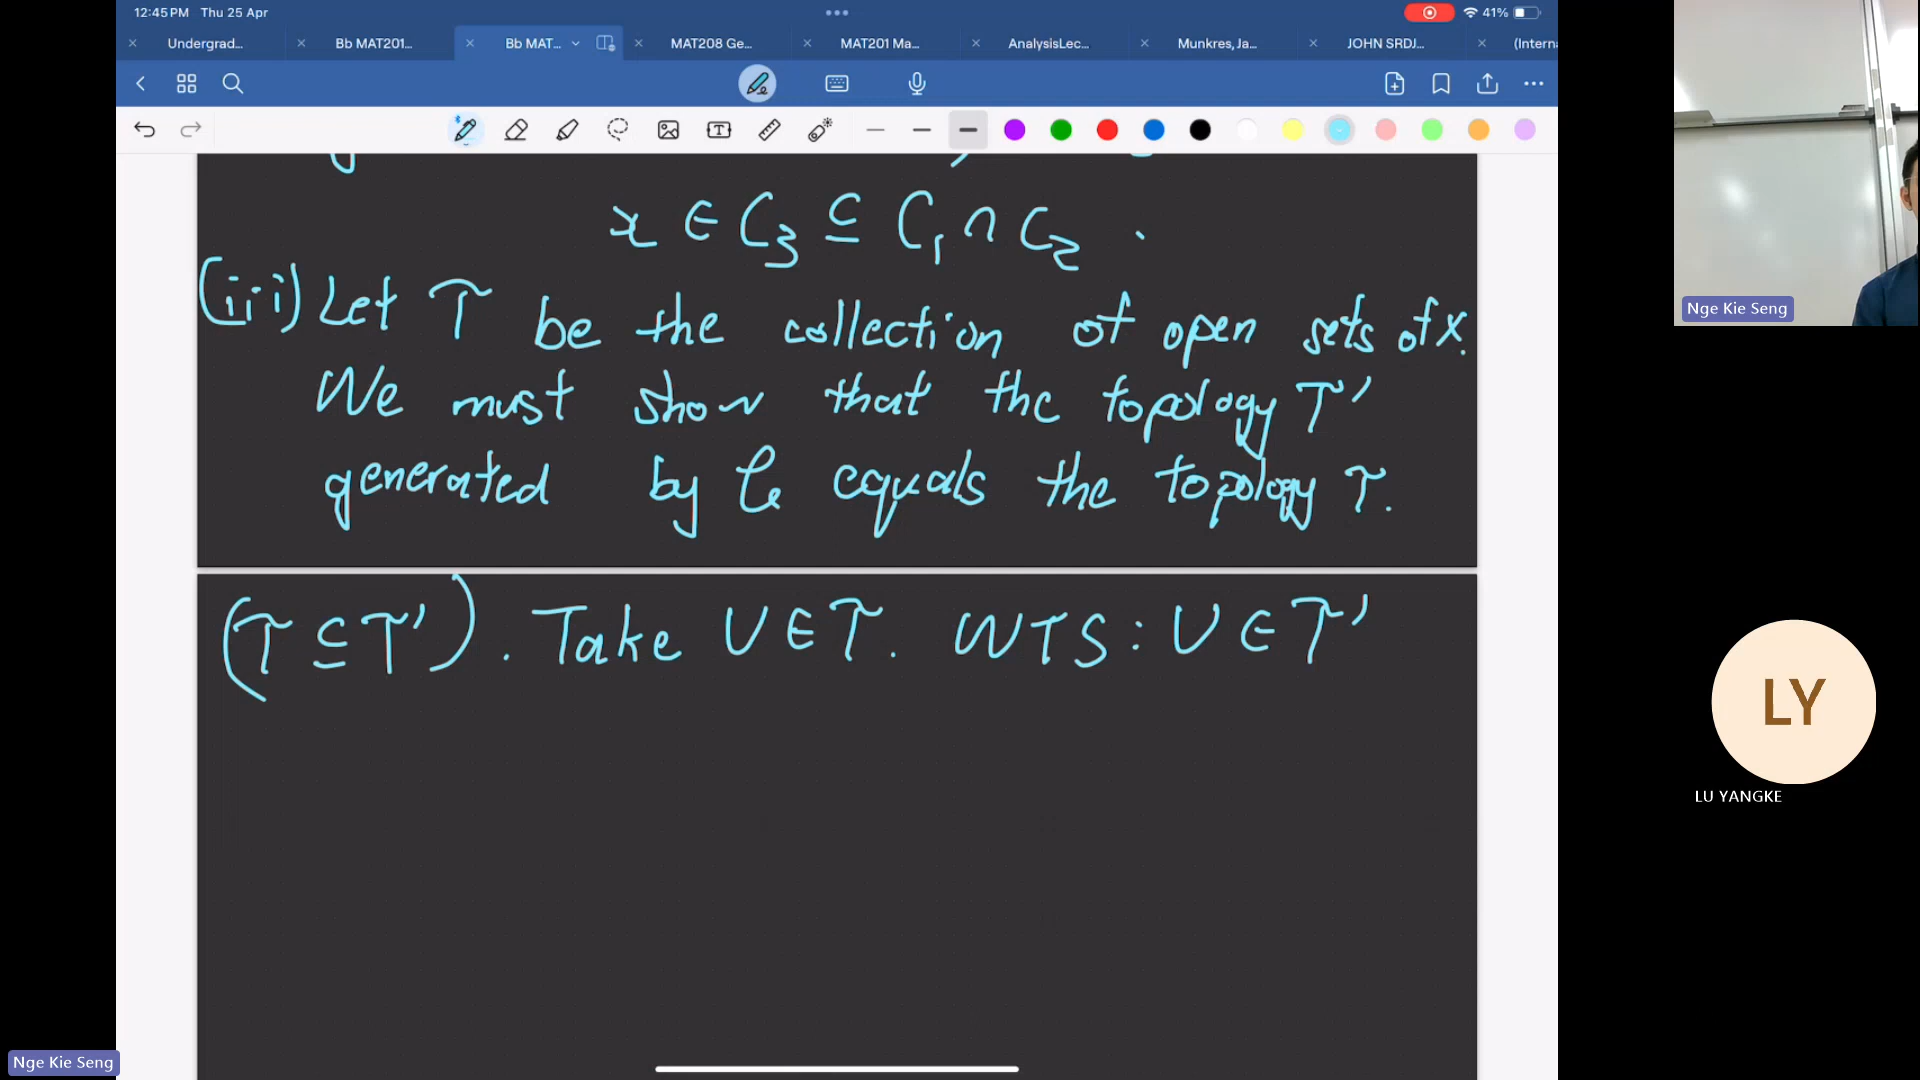 12:45 PM Thu 25 Apr
41%
Undergrad...
Bb MAT201...
Bb MAT...
MAT208 Ge...
MAT201 Ma...
AnalysisLec...
Munkres, Ja...
JOHN SRDJ...
(Intern
x ∈ C₃ ⊆ C₁ ∩ C₂ .
(iii) Let T be the collection of open sets of X.
We must show that the topology T'
generated by C equals the topology T.
(T ⊆ T'). Take U ∈ T. WTS: U ∈ T'
Nge Kie Seng
LY
LU YANGKE
Nge Kie Seng